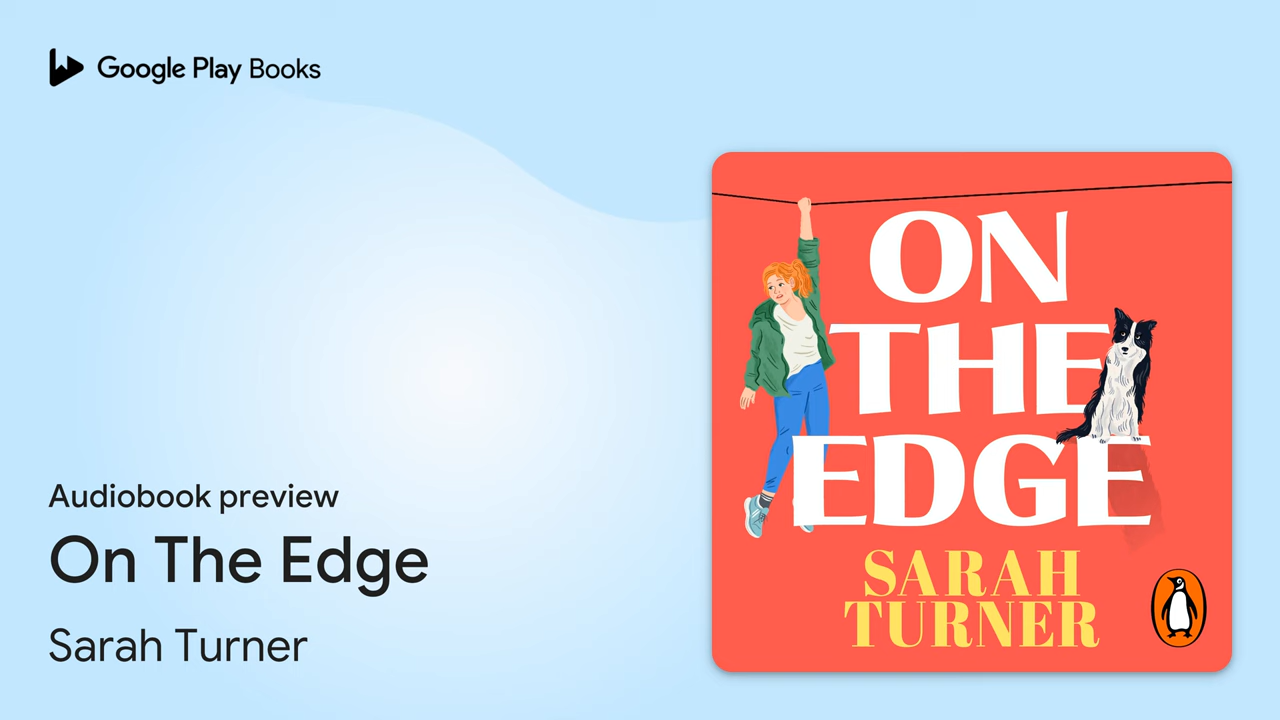 Google Play Books
Audiobook preview
On The Edge
Sarah Turner
ON
THE
EDGE
SARAH
TURNER